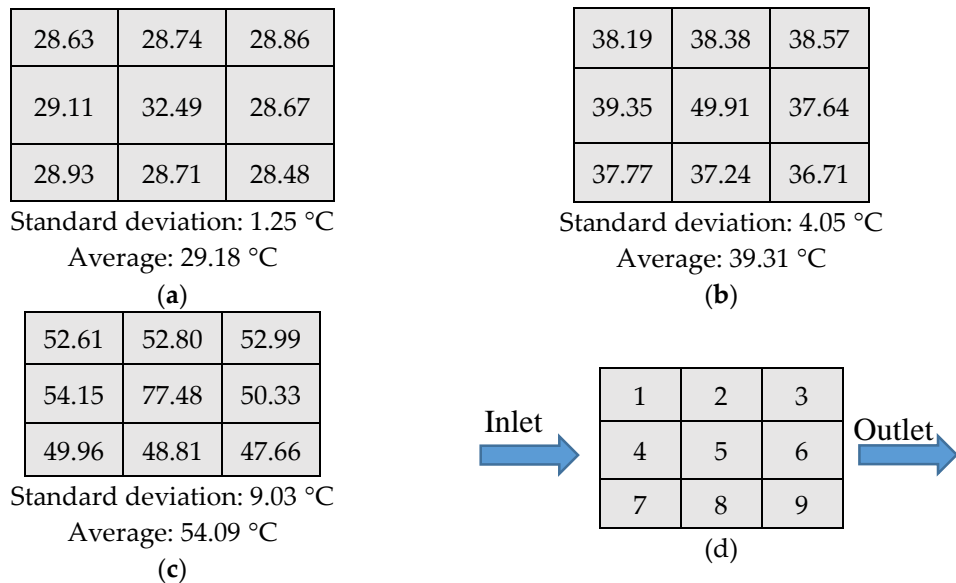 28.63 28.74 28.86
29.11 32.49 28.67
28.93 28.71 28.48
Standard deviation: 1.25 °C
Average: 29.18 °C
(a)
38.19 38.38 38.57
39.35 49.91 37.64
37.77 37.24 36.71
Standard deviation: 4.05 °C
Average: 39.31 °C
(b)
52.61 52.80 52.99
54.15 77.48 50.33
49.96 48.81 47.66
Standard deviation: 9.03 °C
Average: 54.09 °C
(c)
Inlet
1 2 3
4 5 6
7 8 9
Outlet
(d)